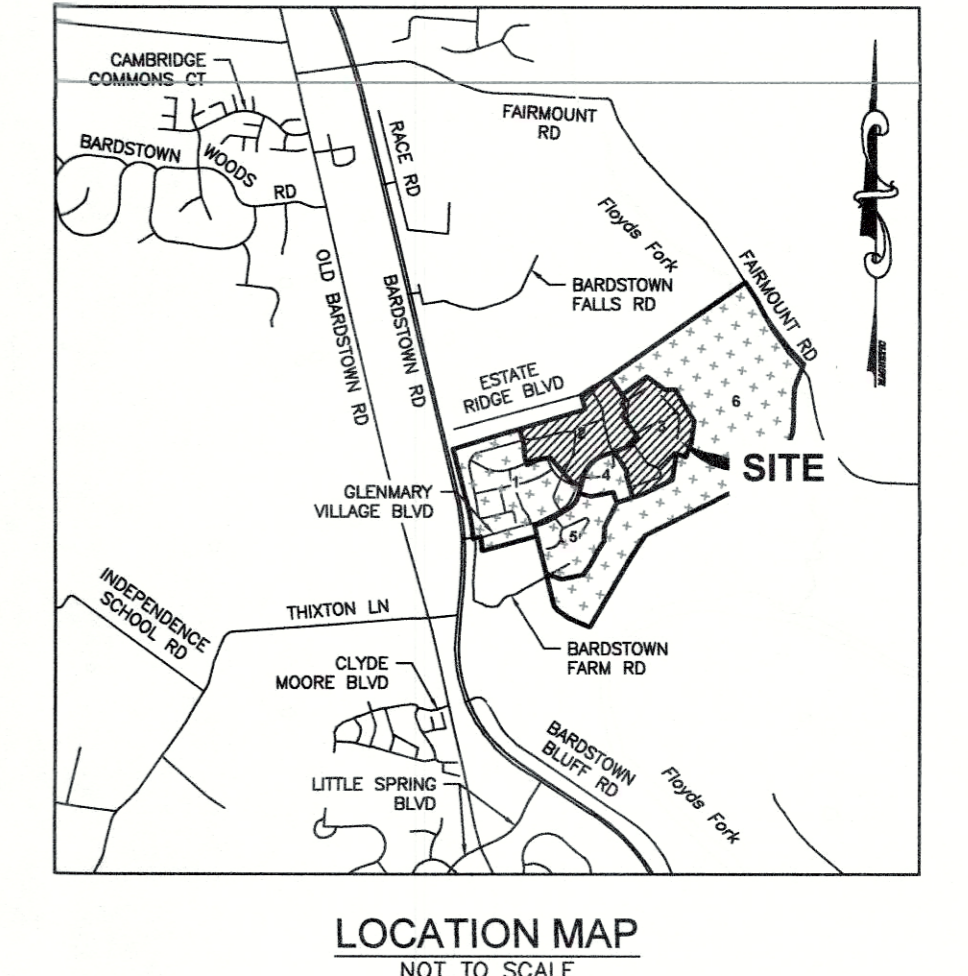 CAMBRIDGE
COMMONS CT
FAIRMOUNT
RD
BARDSTOWN
WOODS
RD
RACE RD
Floyds Fork
OLD BARDSTOWN RD
BARDSTOWN RD
BARDSTOWN
FALLS RD
FAIRMOUNT RD
ESTATE
RIDGE BLVD
6
2
3
SITE
1
4
GLENMARY
VILLAGE BLVD
5
INDEPENDENCE
SCHOOL RD
THIXTON LN
BARDSTOWN
FARM RD
CLYDE
MOORE BLVD
BARDSTOWN
BLUFF RD
LITTLE SPRING
BLVD
Floyds Fork
LOCATION MAP
NOT TO SCALE